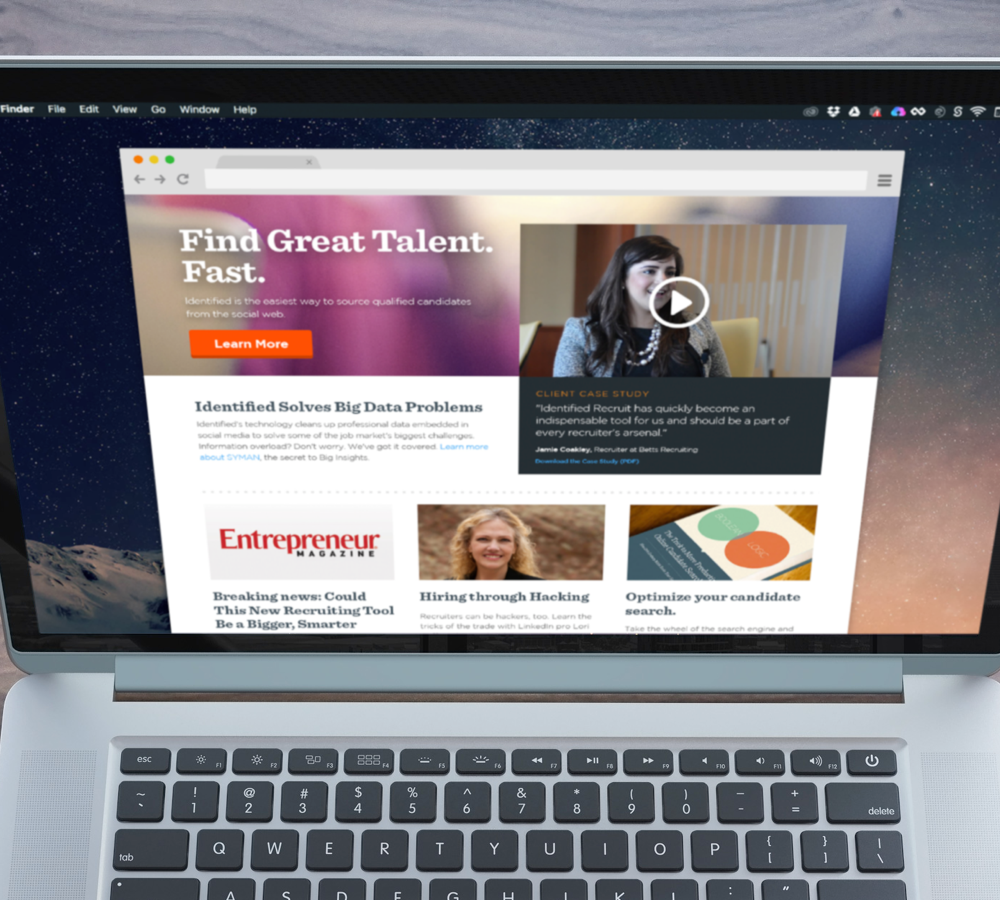 Finder File Edit View Go Window Help
Find Great Talent.
Fast.
Identified is the easiest way to source qualified candidates
from the social web.
Learn More
CLIENT CASE STUDY
"Identified Recruit has quickly become an
indispensable tool for us and should be a part of
every recruiter's arsenal."
Jamie Coakley, Recruiter at Betts Recruiting
Download the Case Study (PDF)
Identified Solves Big Data Problems
Identified's technology cleans up professional data embedded in
social media to solve some of the job market's biggest challenges.
Information overload? Don't worry. We've got it covered. Learn more
about SYMAN, the secret to Big Insights.
Entrepreneur
MAGAZINE
Breaking news: Could
This New Recruiting Tool
Be a Bigger, Smarter
Hiring through Hacking
Recruiters can be hackers, too. Learn the
tricks of the trade with LinkedIn pro Lori
Optimize your candidate
search.
Take the wheel of the search engine and
esc F1 F2 F3 F4 F5 F6 F7 F8 F9 F10 F11 F12
~ ! @ # $ % ^ & * ( ) _ +
` 1 2 3 4 5 6 7 8 9 0 - = delete
tab Q W E R T Y U I O P { [ } ] | \
A S D F G H J K L : "